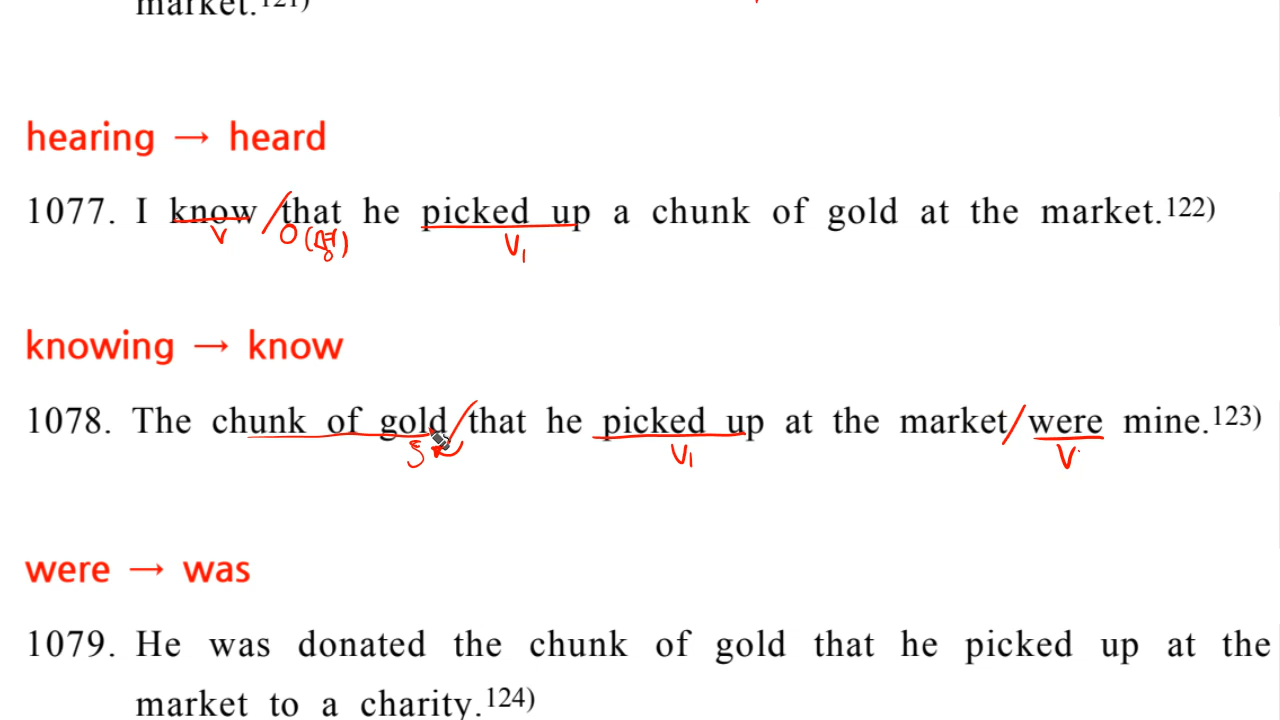 market.121)
hearing → heard
1077. I know / that he picked up a chunk of gold at the market.122)
V O (명) V1
knowing → know
1078. The chunk of gold / that he picked up at the market / were mine.123)
S V1 V
were → was
1079. He was donated the chunk of gold that he picked up at the
market to a charity.124)